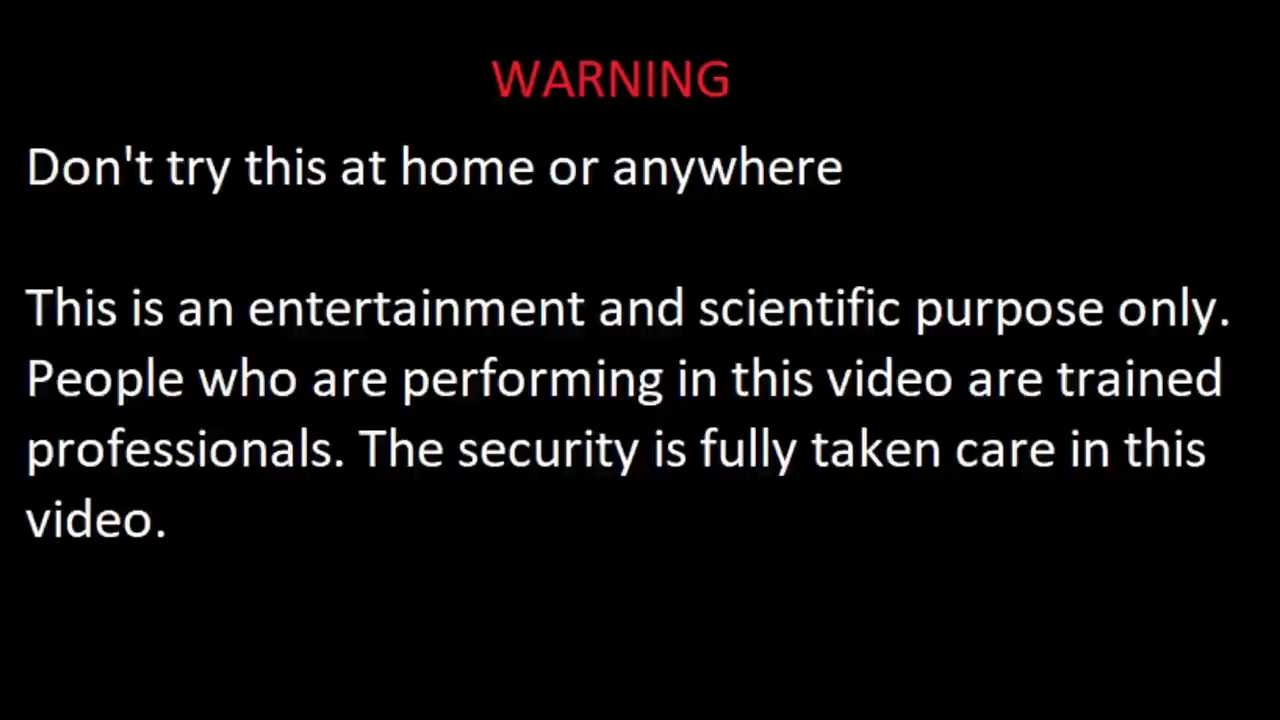 WARNING
Don't try this at home or anywhere
This is an entertainment and scientific purpose only.
People who are performing in this video are trained
professionals. The security is fully taken care in this
video.